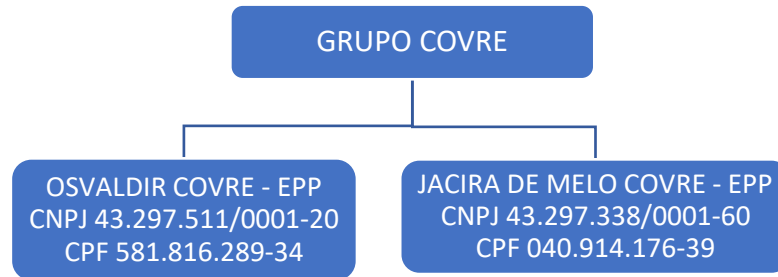 GRUPO COVRE
OSVALDIR COVRE - EPP
CNPJ 43.297.511/0001-20
CPF 581.816.289-34
JACIRA DE MELO COVRE - EPP
CNPJ 43.297.338/0001-60
CPF 040.914.176-39